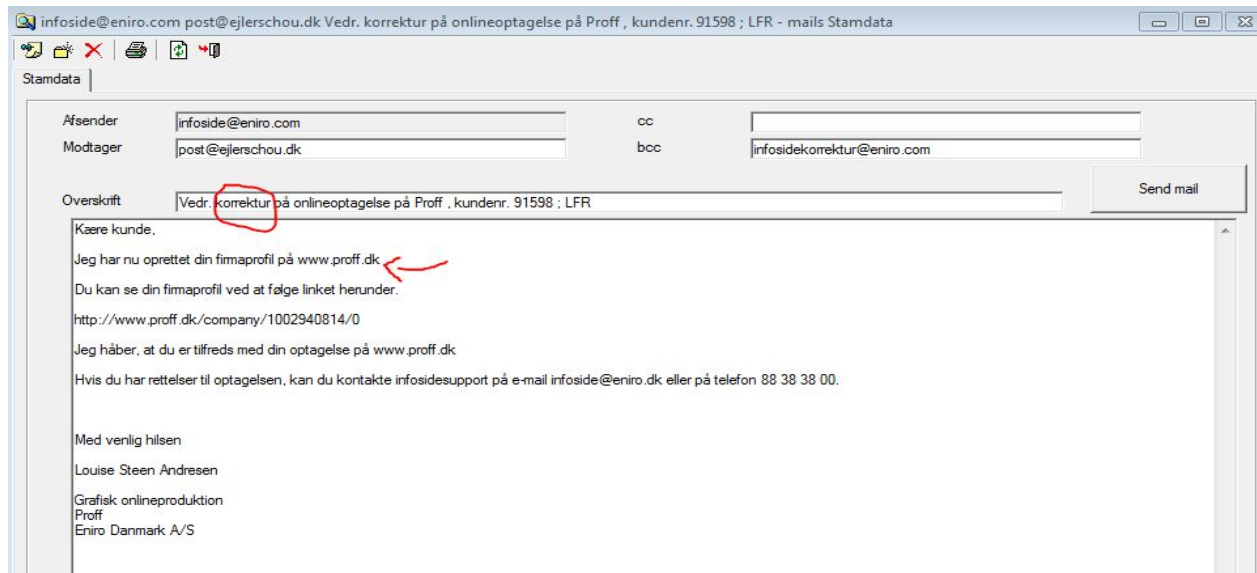 infoside@eniro.com post@ejlerschou.dk Vedr. korrektur på onlineoptagelse på Proff , kundenr. 91598 ; LFR - mails Stamdata
Stamdata
Afsender infoside@eniro.com cc
Modtager post@ejlerschou.dk bcc infosidekorrektur@eniro.com
Send mail
Overskrift Vedr. korrektur på onlineoptagelse på Proff , kundenr. 91598 ; LFR
Kære kunde,
Jeg har nu oprettet din firmaprofil på www.proff.dk
Du kan se din firmaprofil ved at følge linket herunder.
http://www.proff.dk/company/1002940814/0
Jeg håber, at du er tilfreds med din optagelse på www.proff.dk
Hvis du har rettelser til optagelsen, kan du kontakte infosidesupport på e-mail infoside@eniro.dk eller på telefon 88 38 38 00.
Med venlig hilsen
Louise Steen Andresen
Grafisk onlineproduktion
Proff
Eniro Danmark A/S